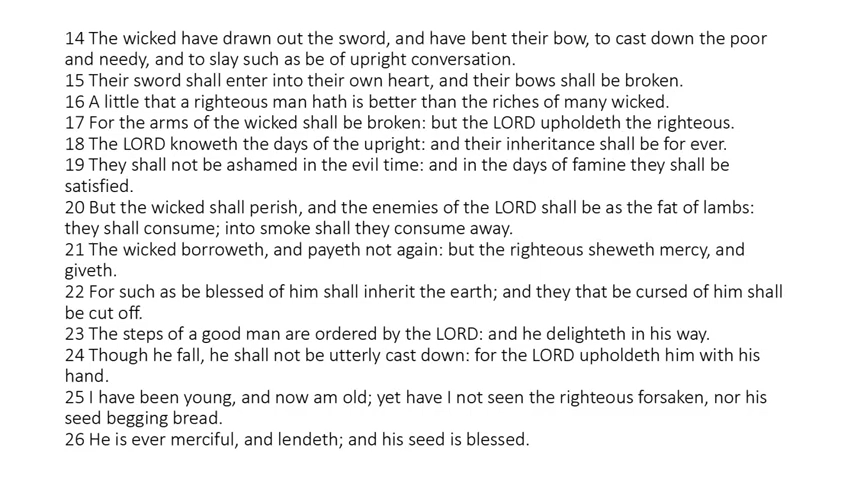 14 The wicked have drawn out the sword, and have bent their bow, to cast down the poor
and needy, and to slay such as be of upright conversation.
15 Their sword shall enter into their own heart, and their bows shall be broken.
16 A little that a righteous man hath is better than the riches of many wicked.
17 For the arms of the wicked shall be broken: but the LORD upholdeth the righteous.
18 The LORD knoweth the days of the upright: and their inheritance shall be for ever.
19 They shall not be ashamed in the evil time: and in the days of famine they shall be
satisfied.
20 But the wicked shall perish, and the enemies of the LORD shall be as the fat of lambs:
they shall consume; into smoke shall they consume away.
21 The wicked borroweth, and payeth not again: but the righteous sheweth mercy, and
giveth.
22 For such as be blessed of him shall inherit the earth; and they that be cursed of him shall
be cut off.
23 The steps of a good man are ordered by the LORD: and he delighteth in his way.
24 Though he fall, he shall not be utterly cast down: for the LORD upholdeth him with his
hand.
25 I have been young, and now am old; yet have I not seen the righteous forsaken, nor his
seed begging bread.
26 He is ever merciful, and lendeth; and his seed is blessed.